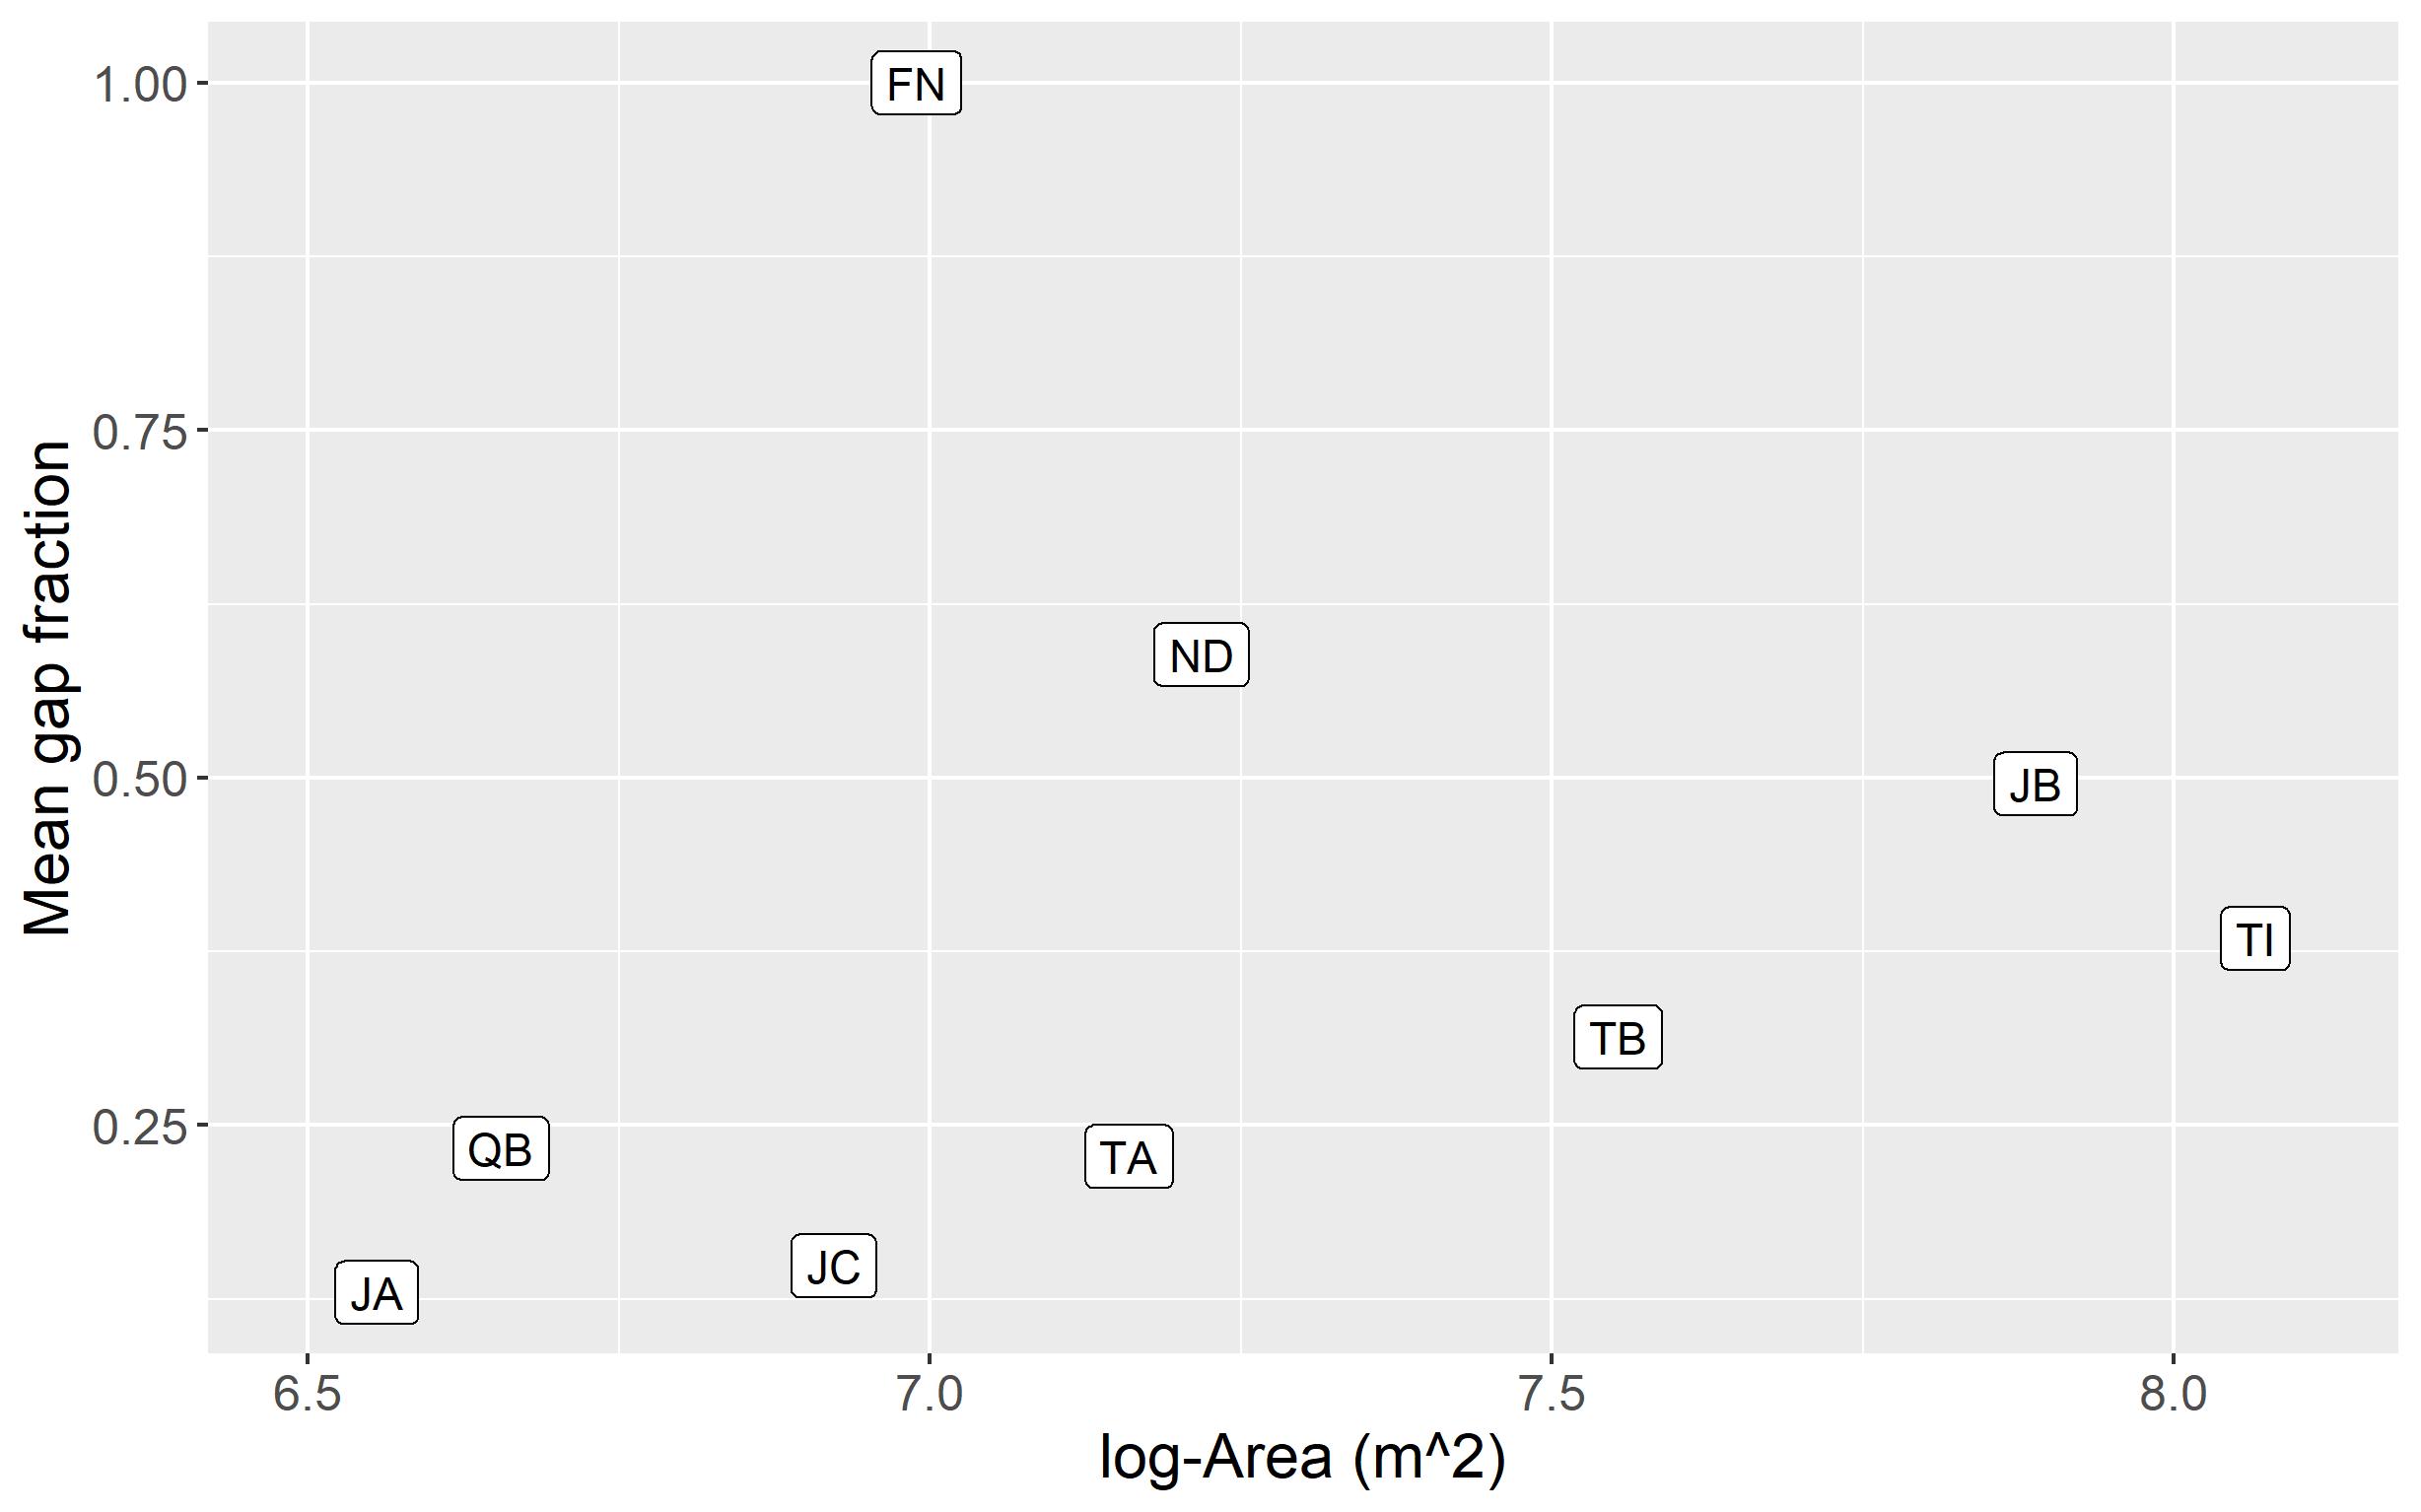 Mean gap fraction
1.00
0.75
0.50
0.25
FN
ND
JB
TI
TB
QB
TA
JC
JA
6.5 7.0 7.5 8.0
log-Area (m^2)